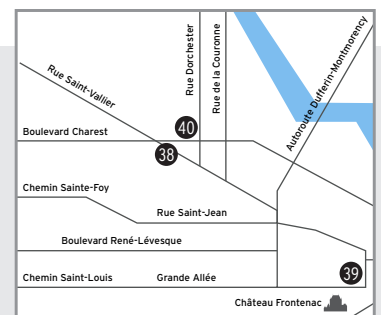 Rue Saint-Vallier
Rue Dorchester
Rue de la Couronne
Autoroute Dufferin-Montmorency
Boulevard Charest
40
38
Chemin Sainte-Foy
Rue Saint-Jean
Boulevard René-Lévesque
Chemin Saint-Louis
Grande Allée
39
Château Frontenac